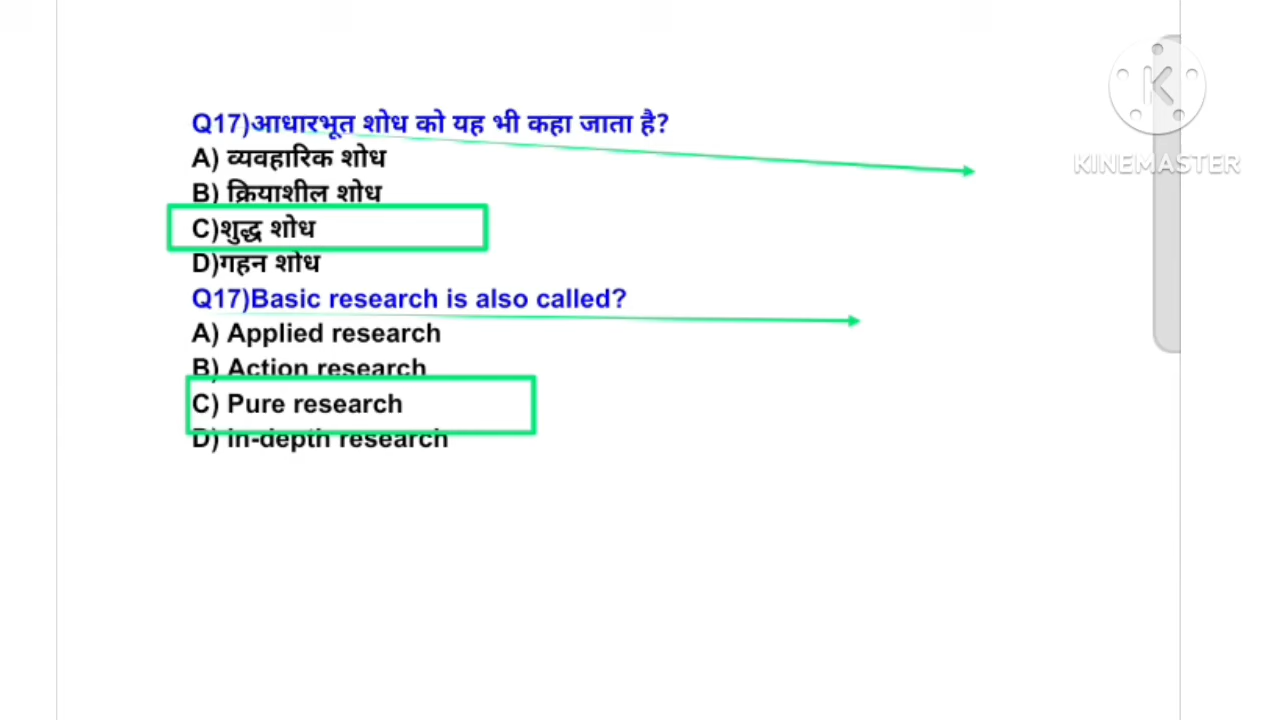 Q17)आधारभूत शोध को यह भी कहा जाता है?
A) व्यवहारिक शोध
B) क्रियाशील शोध
C)शुद्ध शोध
D)गहन शोध
Q17)Basic research is also called?
A) Applied research
B) Action research
C) Pure research
D) In-depth research
K
KINEMASTER